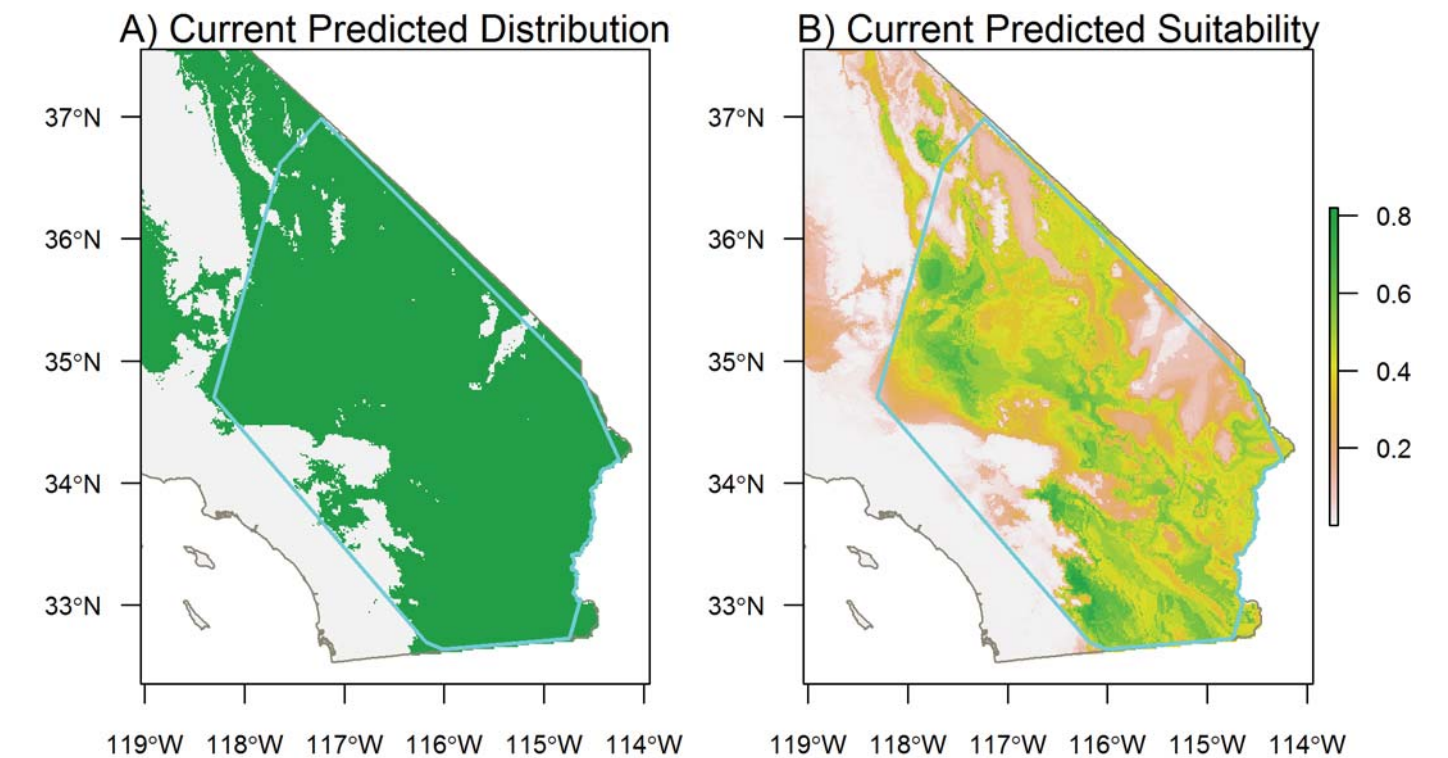 A) Current Predicted Distribution
B) Current Predicted Suitability
37°N
36°N
35°N
34°N
33°N
119°W 118°W 117°W 116°W 115°W 114°W
37°N
36°N
35°N
34°N
33°N
119°W 118°W 117°W 116°W 115°W 114°W
0.8
0.6
0.4
0.2